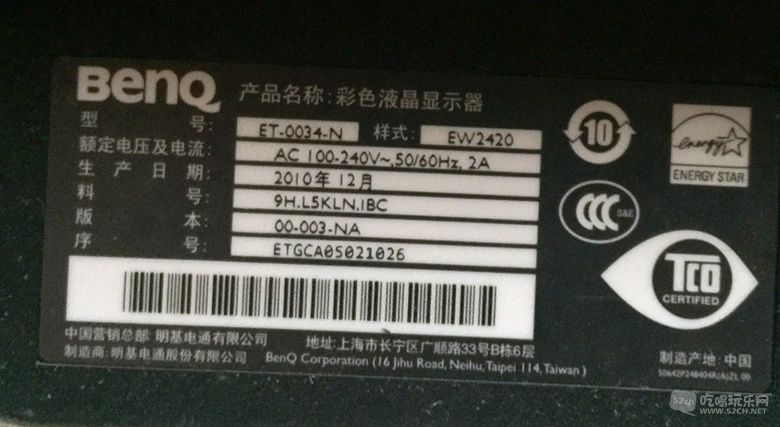 BenQ 产品名称:彩色液晶显示器
型号: ET-0034-N 样式: EW2420
额定电压及电流: AC 100-240V~,50/60Hz, 2A
生产日期: 2010年 12月
料号: 9H.L5KLN.IBC
版本: 00-003-NA
序号: ETGCA05021026
10
energy
ENERGY STAR
CCC S&E
TCO
CERTIFIED
中国营销总部: 明基电通有限公司 地址: 上海市长宁区广顺路33号B栋6层
制造商: 明基电通股份有限公司 BenQ Corporation (16 Jihu Road, Neihu, Taipei 114, Taiwan)
制造产地: 中国
吃喝玩乐网
WWW.52CH.NET